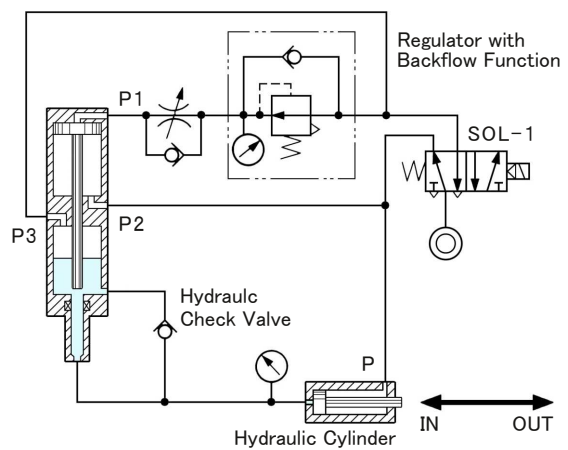 Regulator with
Backflow Function
P1
SOL-1
P3
P2
Hydraulc
Check Valve
P
IN
OUT
Hydraulic Cylinder